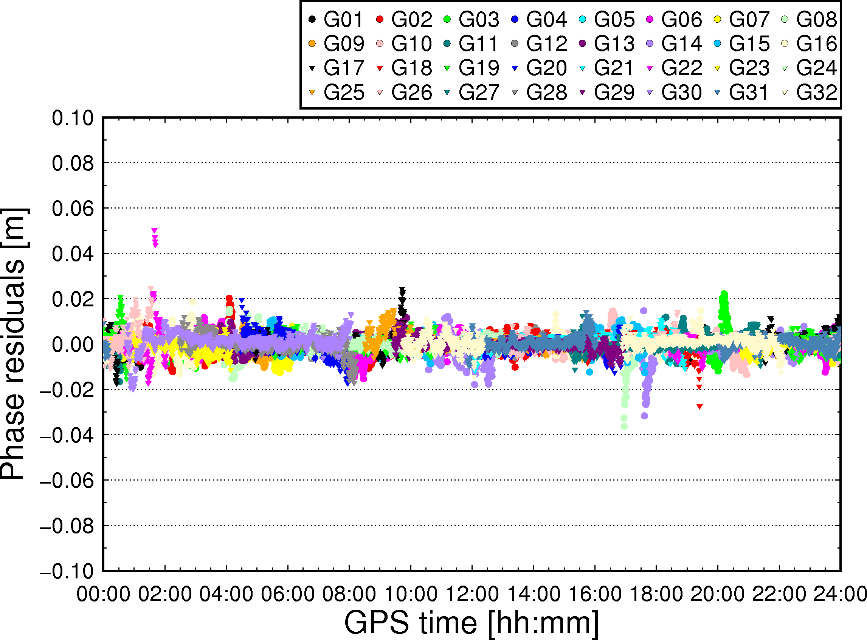 G01 G02 G03 G04 G05 G06 G07 G08
G09 G10 G11 G12 G13 G14 G15 G16
G17 G18 G19 G20 G21 G22 G23 G24
G25 G26 G27 G28 G29 G30 G31 G32
Phase residuals [m]
0.10
0.08
0.06
0.04
0.02
0.00
−0.02
−0.04
−0.06
−0.08
−0.10
00:00 02:00 04:00 06:00 08:00 10:00 12:00 14:00 16:00 18:00 20:00 22:00 24:00
GPS time [hh:mm]